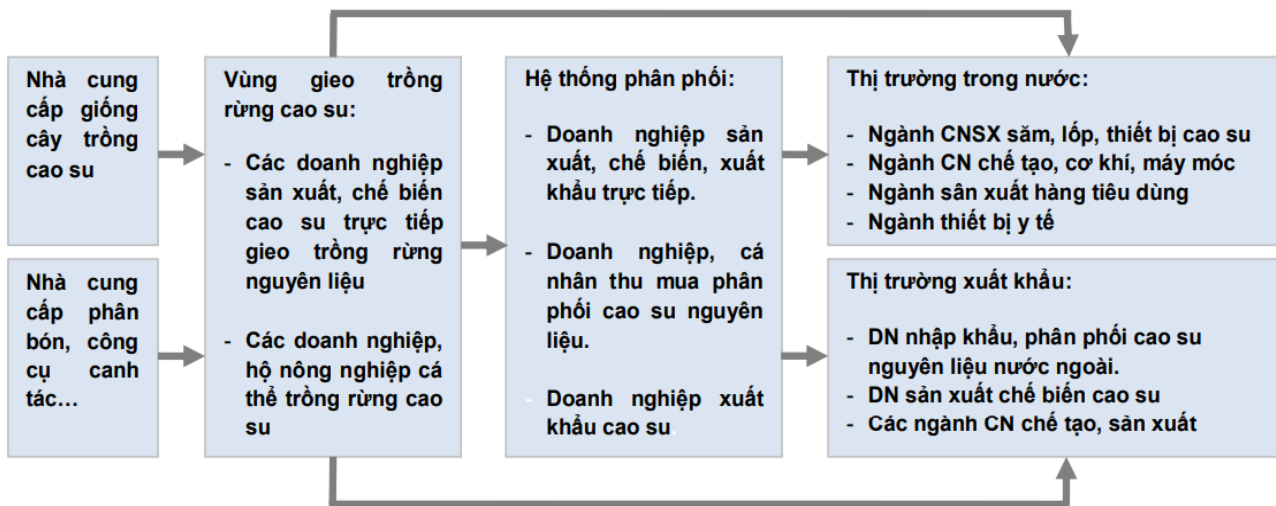 Nhà cung
cấp giống
cây trồng
cao su
Nhà cung
cấp phân
bón, công
cụ canh
tác...
Vùng gieo trồng
rừng cao su:
- Các doanh nghiệp
sản xuất, chế biến
cao su trực tiếp
gieo trồng rừng
nguyên liệu
- Các doanh nghiệp,
hộ nông nghiệp cá
thể trồng rừng cao
su
Hệ thống phân phối:
- Doanh nghiệp sản
xuất, chế biến, xuất
khẩu trực tiếp.
- Doanh nghiệp, cá
nhân thu mua phân
phối cao su nguyên
liệu.
- Doanh nghiệp xuất
khẩu cao su.
Thị trường trong nước:
- Ngành CNSX săm, lốp, thiết bị cao su
- Ngành CN chế tạo, cơ khí, máy móc
- Ngành sân xuất hàng tiêu dùng
- Ngành thiết bị y tế
Thị trường xuất khẩu:
- DN nhập khẩu, phân phối cao su
nguyên liệu nước ngoài.
- DN sản xuất chế biến cao su
- Các ngành CN chế tạo, sản xuất